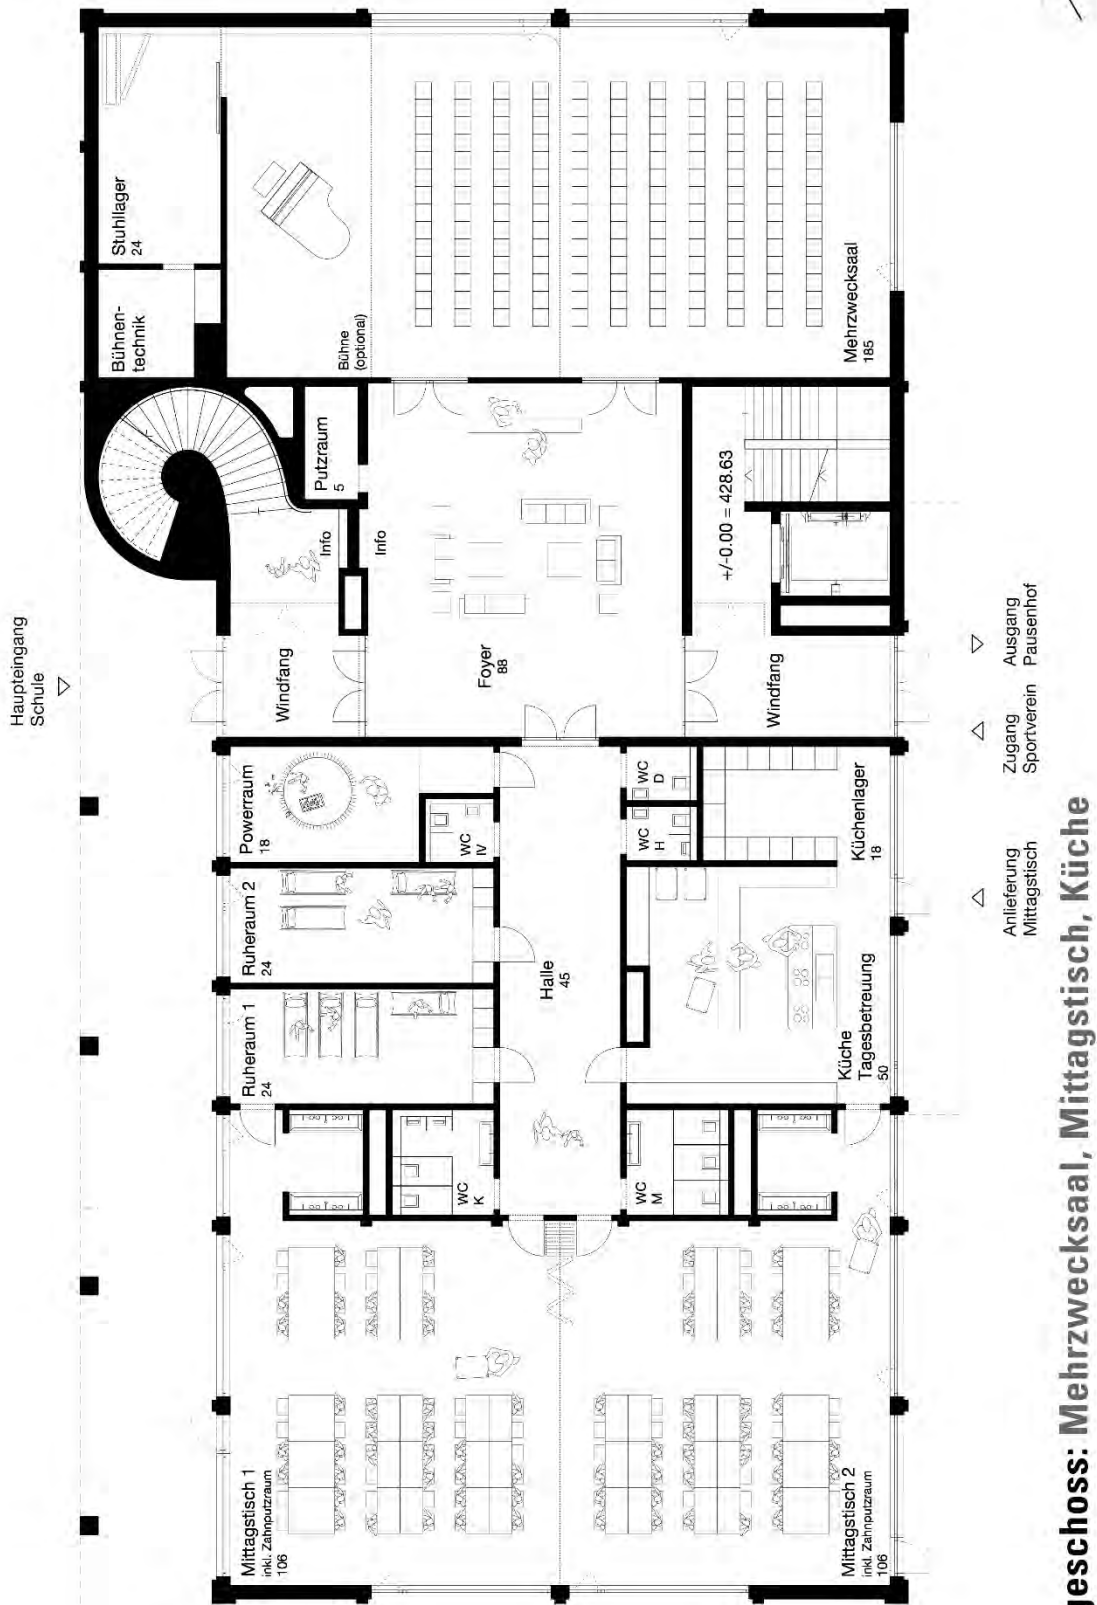 Haupteingang
Schule
Stuhllager
24
Bühnen-
technik
Bühne
(optional)
Mehrzwecksaal
185
Putzraum
5
Info
Info
+/-0.00 = 428.63
Windfang
Foyer
88
Windfang
Ausgang
Pausenhof
Zugang
Sportverein
Anlieferung
Mittagstisch
Powerraum
18
WC
IV
WC
D
WC
H
Küchenlager
18
Ruheraum 2
24
Halle
45
Ruheraum 1
24
Küche
Tagesbetreuung
50
WC
K
WC
M
Mittagstisch 1
inkl. Zahnputzraum
106
Mittagstisch 2
inkl. Zahnputzraum
106
geschoss: Mehrzwecksaal, Mittagstisch, Küche